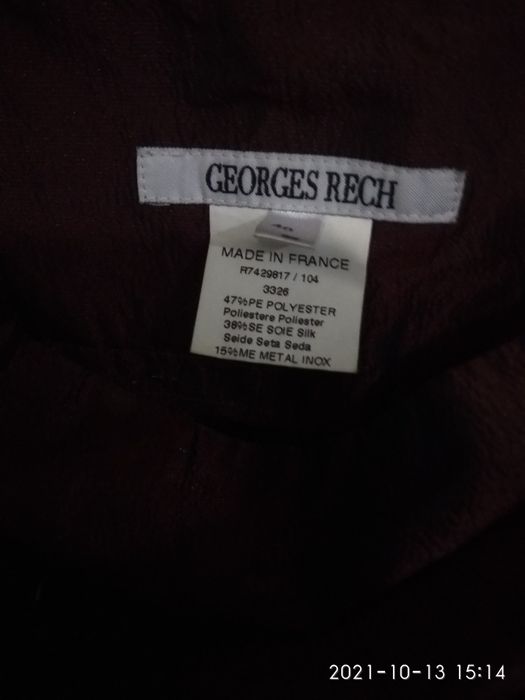 GEORGES RECH
40
MADE IN FRANCE
R7429817 / 104
3326
47%PE POLYESTER
Poliestere Poliester
38%SE SOIE Silk
Seide Seta Seda
15%ME METAL INOX
2021-10-13 15:14